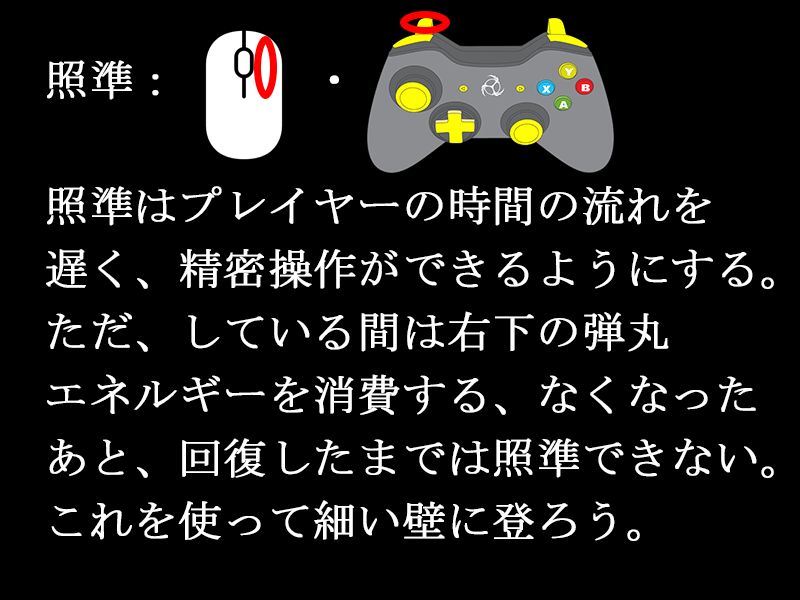 照準： ・
Y
X B
A
照準はプレイヤーの時間の流れを
遅く、精密操作ができるようにする。
ただ、している間は右下の弾丸
エネルギーを消費する、なくなった
あと、回復したまでは照準できない。
これを使って細い壁に登ろう。